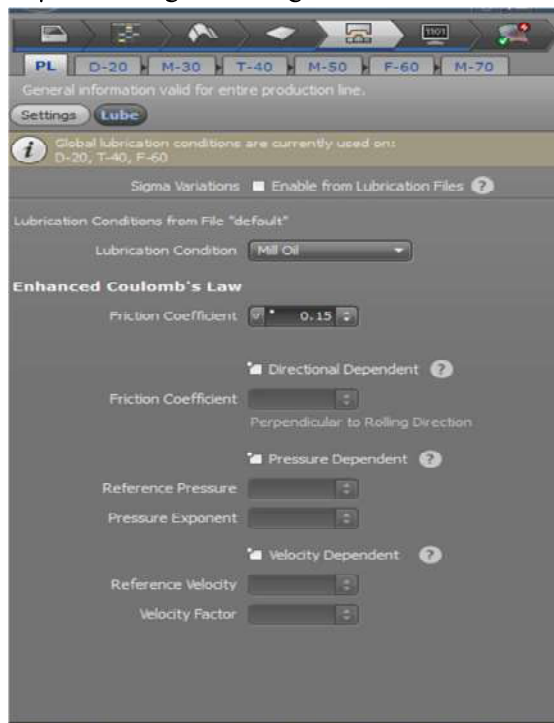 1101
PL D-20 M-30 T-40 M-50 F-60 M-70
General information valid for entire production line.
Settings Lube
i Global lubrication conditions are currently used on:
D-20, T-40, F-60
Sigma Variations Enable from Lubrication Files ?
Lubrication Conditions from File "default"
Lubrication Condition Mill Oil
Enhanced Coulomb's Law
Friction Coefficient 0.15
Directional Dependent ?
Friction Coefficient
Perpendicular to Rolling Direction
Pressure Dependent ?
Reference Pressure
Pressure Exponent
Velocity Dependent ?
Reference Velocity
Velocity Factor